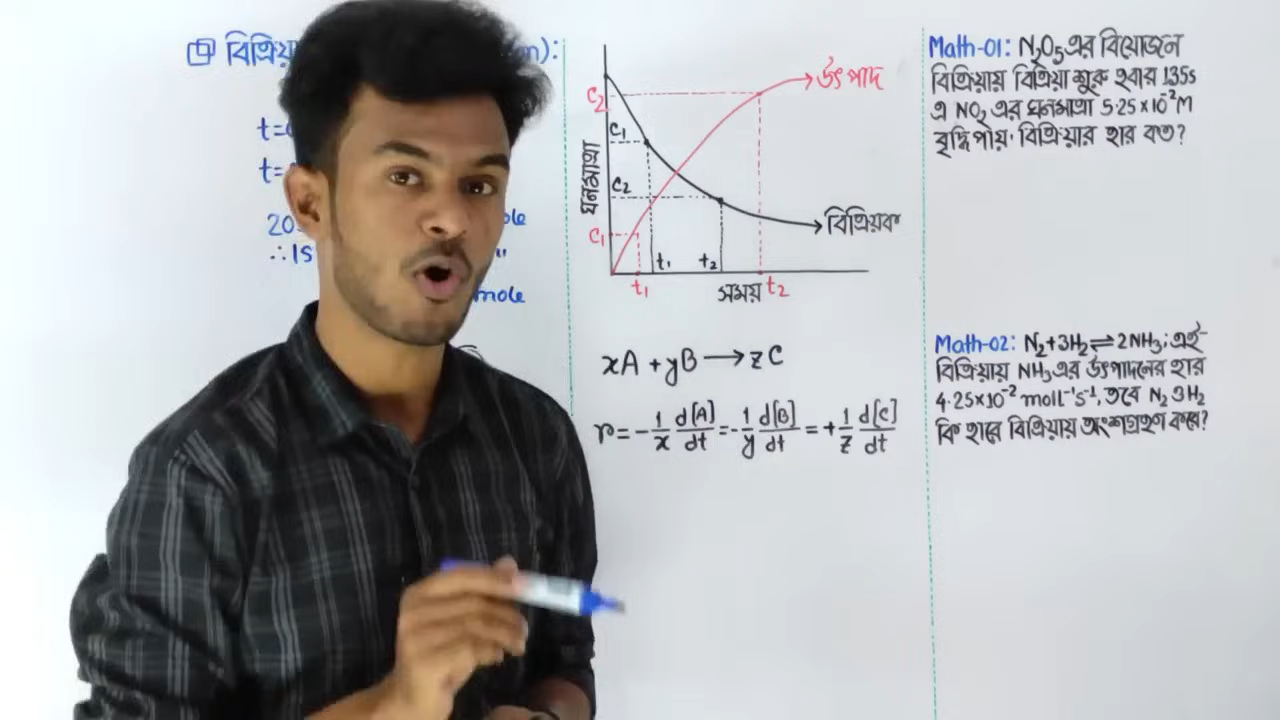 বিক্রিয়
n):
t=
t=
20
ole
∴ 1s
"
mole
ঘনমাত্রা
C₂
C₁
C₂
C₁
উৎপাদ
বিক্রিয়ক
t₁
t₁
t₂
সময়
t₂
xA + yB ⟶ zC
r = -1/x d[A]/dt = -1/y d[B]/dt = +1/z d[C]/dt
Math-01: N₂O₅ এর বিয়োজন
বিক্রিয়ায় বিক্রিয়া শুরু হবার 135s
এ NO₂ এর ঘনমাত্রা 5.25×10⁻²M
বৃদ্ধি পায়। বিক্রিয়ার হার কত?
Math-02: N₂+3H₂⇌2NH₃; এই
বিক্রিয়ায় NH₃ এর উৎপাদনের হার
4.25×10⁻² molL⁻¹s⁻¹, তবে N₂ ও H₂
কি হারে বিক্রিয়ায় অংশগ্রহণ করে?